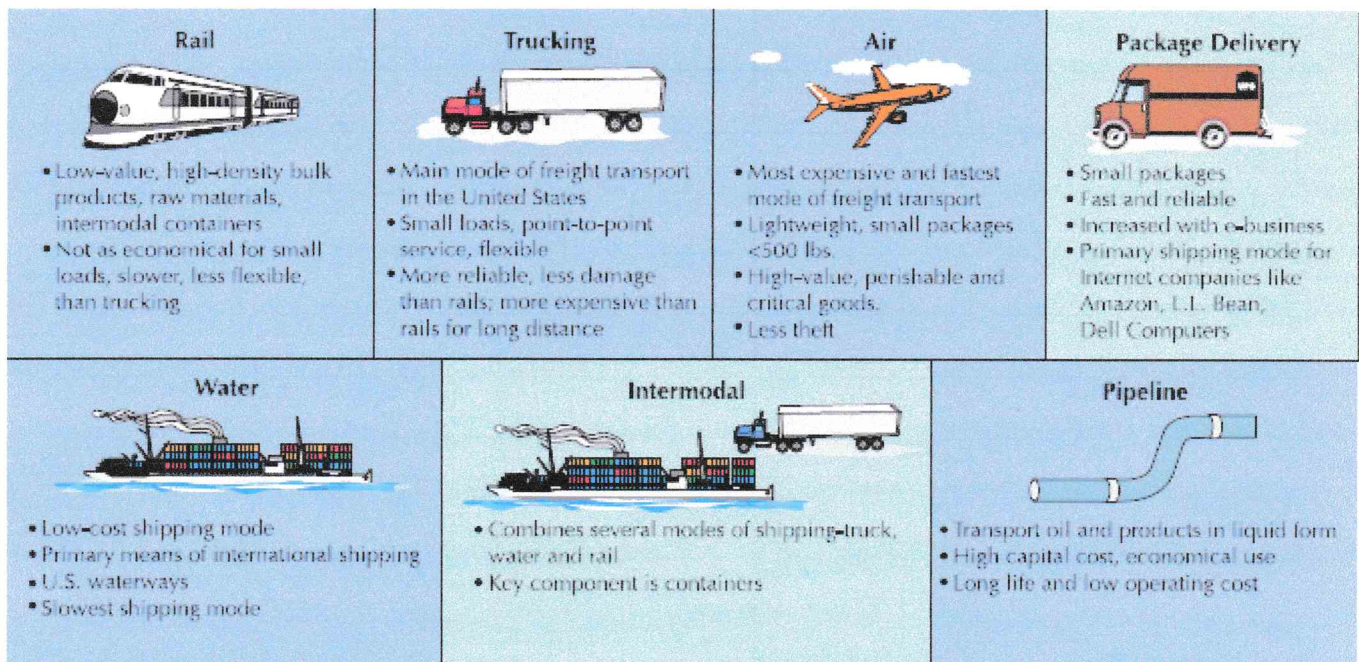 Rail
• Low-value, high-density bulk
products, raw materials,
intermodal containers
• Not as economical for small
loads, slower, less flexible,
than trucking
Trucking
• Main mode of freight transport
in the United States
• Small loads, point-to-point
service, flexible
• More reliable, less damage
than rails; more expensive than
rails for long distance
Air
• Most expensive and fastest
mode of freight transport
• Lightweight, small packages
<500 lbs.
• High-value, perishable and
critical goods.
• Less theft
Package Delivery
• Small packages
• Fast and reliable
• Increased with e-business
• Primary shipping mode for
Internet companies like
Amazon, L.L. Bean,
Dell Computers
Water
• Low-cost shipping mode
• Primary means of international shipping
• U.S. waterways
• Slowest shipping mode
Intermodal
• Combines several modes of shipping-truck,
water and rail
• Key component is containers
Pipeline
• Transport oil and products in liquid form
• High capital cost, economical use
• Long life and low operating cost